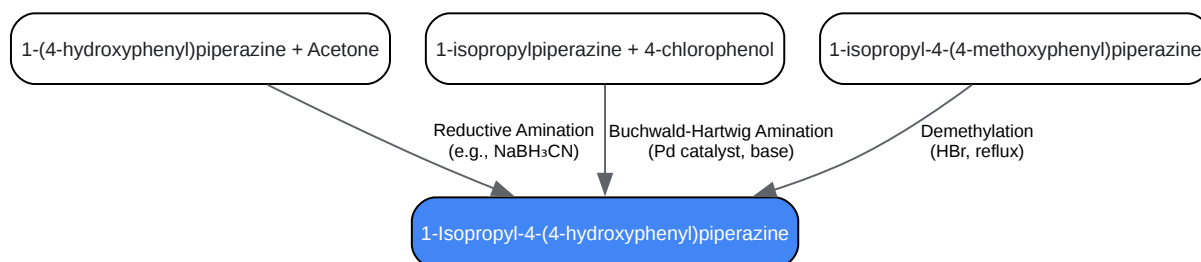 1-(4-hydroxyphenyl)piperazine + Acetone
1-isopropylpiperazine + 4-chlorophenol
1-isopropyl-4-(4-methoxyphenyl)piperazine
Reductive Amination
(e.g., NaBH₃CN)
Buchwald-Hartwig Amination
(Pd catalyst, base)
Demethylation
(HBr, reflux)
1-Isopropyl-4-(4-hydroxyphenyl)piperazine